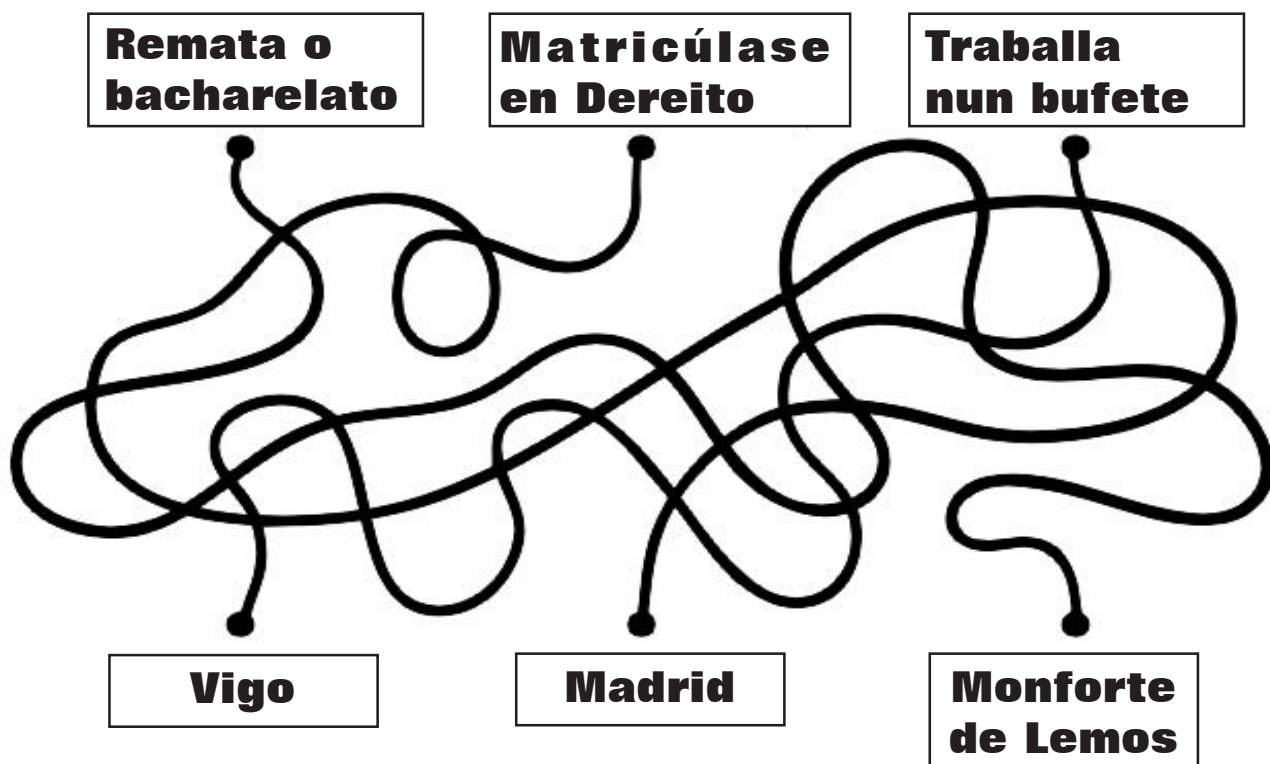 Remata o
bacharelato
Matricúlase
en Dereito
Traballa
nun bufete
Vigo
Madrid
Monforte
de Lemos